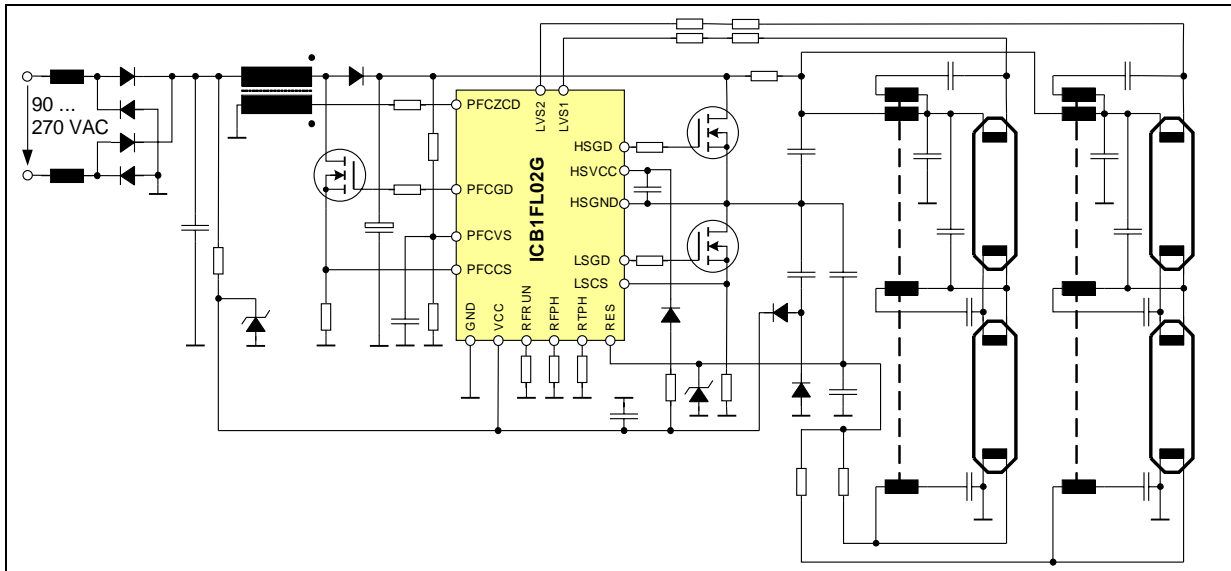 90 ...
270 VAC
PFCZCD
PFCGD
PFCVS
PFCCS
LVS2
LVS1
ICB1FL02G
HSGD
HSVCC
HSGND
LSGD
LSCS
GND
VCC
RFRUN
RFPH
RTPH
RES